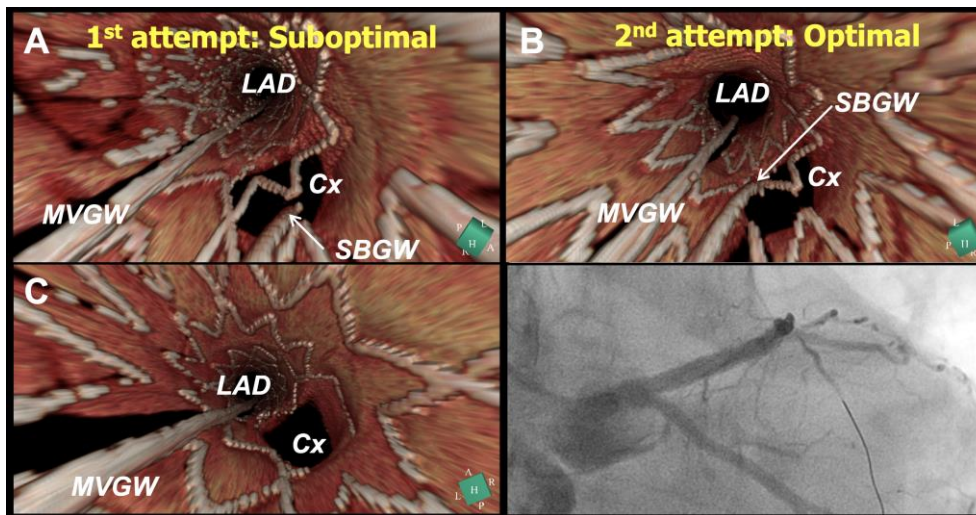 A
1st attempt: Suboptimal
LAD
Cx
MVGW
SBGW
P L
H
R A
B
2nd attempt: Optimal
LAD
SBGW
Cx
MVGW
L
P H
R
C
LAD
Cx
MVGW
A
L H R
P